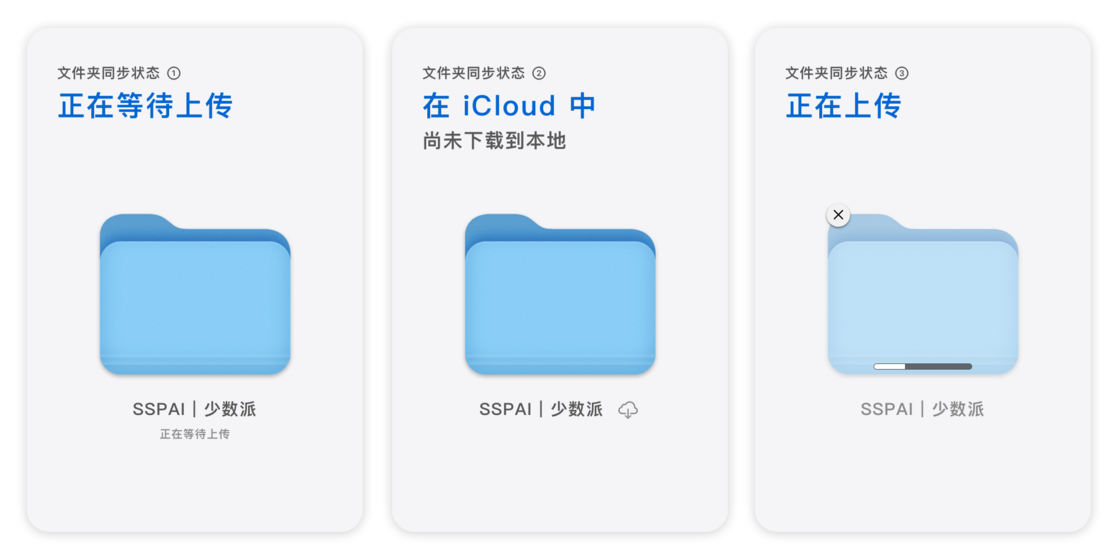 文件夹同步状态 ①
正在等待上传
SSPAI｜少数派
正在等待上传
文件夹同步状态 ②
在 iCloud 中
尚未下载到本地
SSPAI｜少数派
文件夹同步状态 ③
正在上传
SSPAI｜少数派